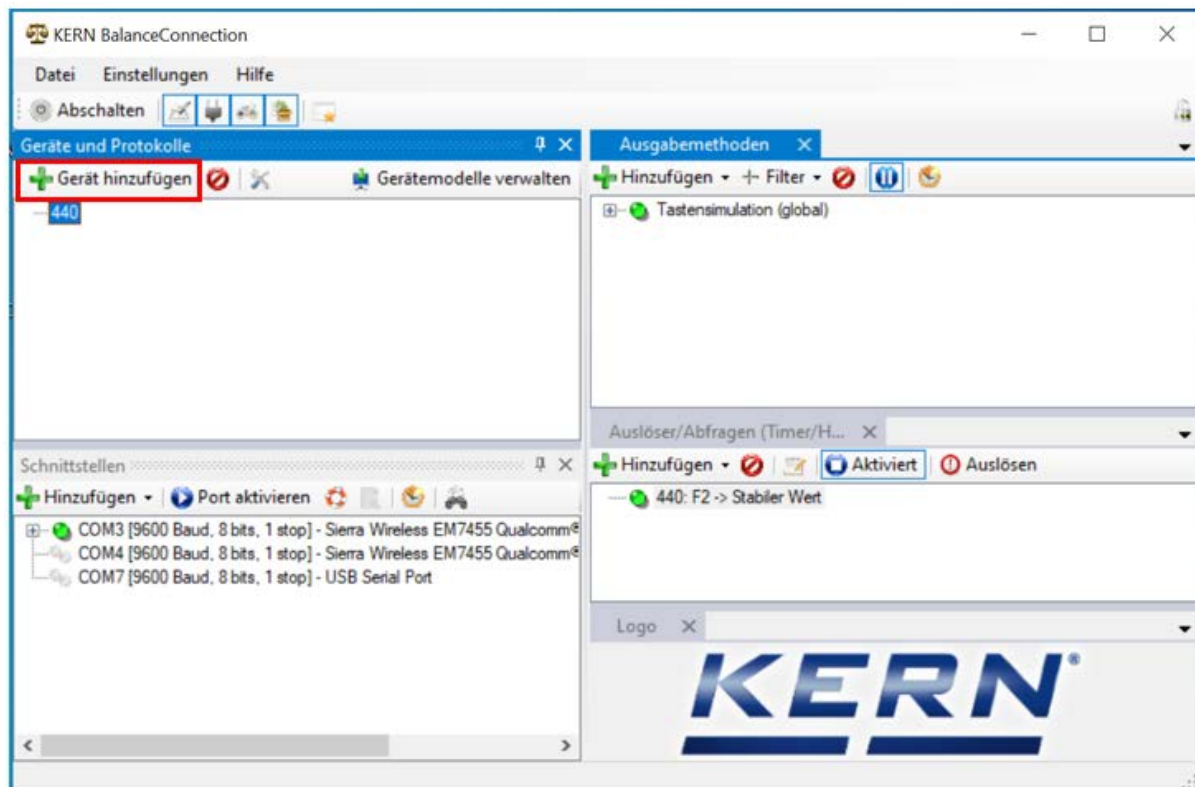 KERN BalanceConnection
Datei Einstellungen Hilfe
Abschalten
Geräte und Protokolle
Gerät hinzufügen Gerätemodelle verwalten
440
Schnittstellen
Hinzufügen Port aktivieren
COM3 [9600 Baud, 8 bits, 1 stop] - Sierra Wireless EM7455 Qualcomm®
COM4 [9600 Baud, 8 bits, 1 stop] - Sierra Wireless EM7455 Qualcomm®
COM7 [9600 Baud, 8 bits, 1 stop] - USB Serial Port
Ausgabemethoden
Hinzufügen Filter
Tastensimulation (global)
Auslöser/Abfragen (Timer/H...
Hinzufügen Aktiviert Auslösen
440: F2 -> Stabiler Wert
Logo
KERN®